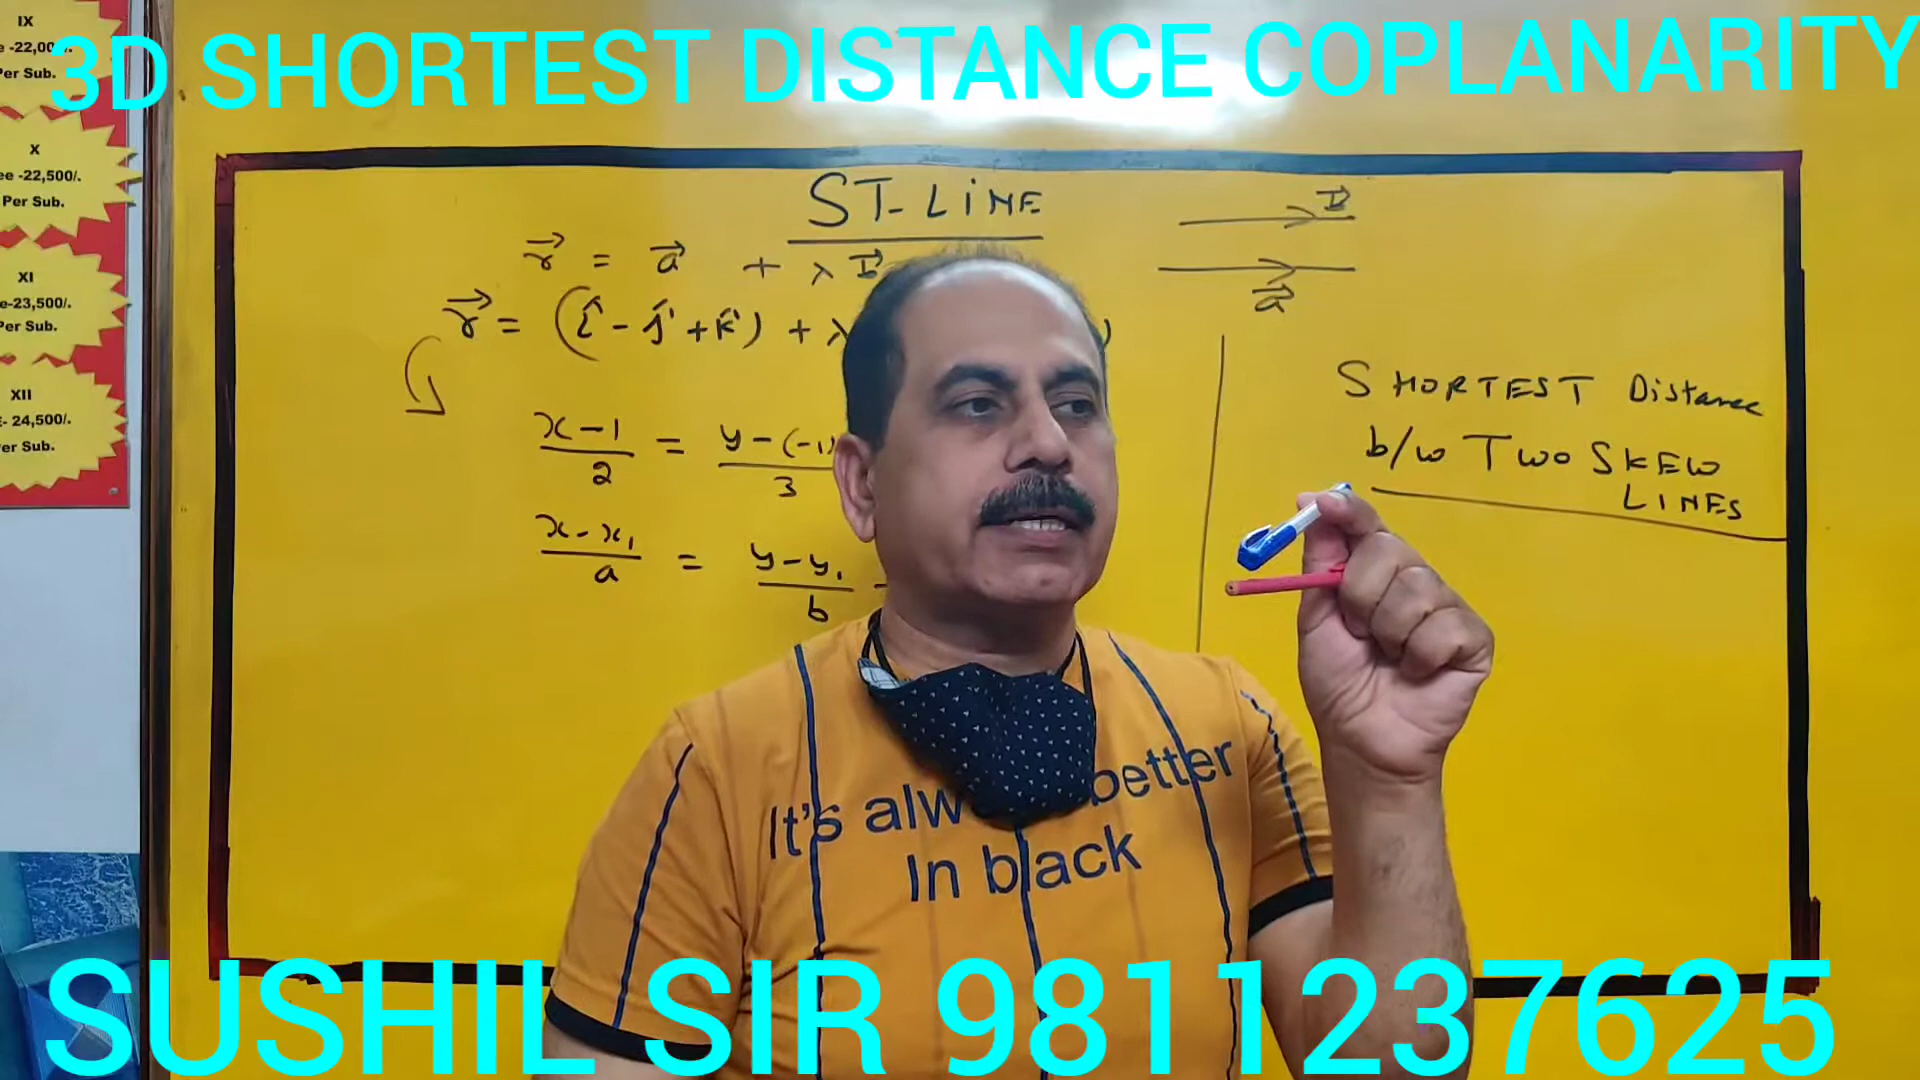 3D SHORTEST DISTANCE COPLANARITY
IX
-22,00
Per Sub.
X
ee -22,500/.
Per Sub.
XI
e-23,500/.
Per Sub.
XII
- 24,500/.
er Sub.
ST-LINE
r⃗ = a⃗ + λ b⃗
r⃗ = (î - ĵ + k̂) + λ )
x-1/2 = y-(-1)/3
x-x₁/a = y-y₁/b
b⃗
a⃗
SHORTEST Distance
b/w TWO SKEW
LINES
It's alw better
In black
SUSHIL SIR 9811237625